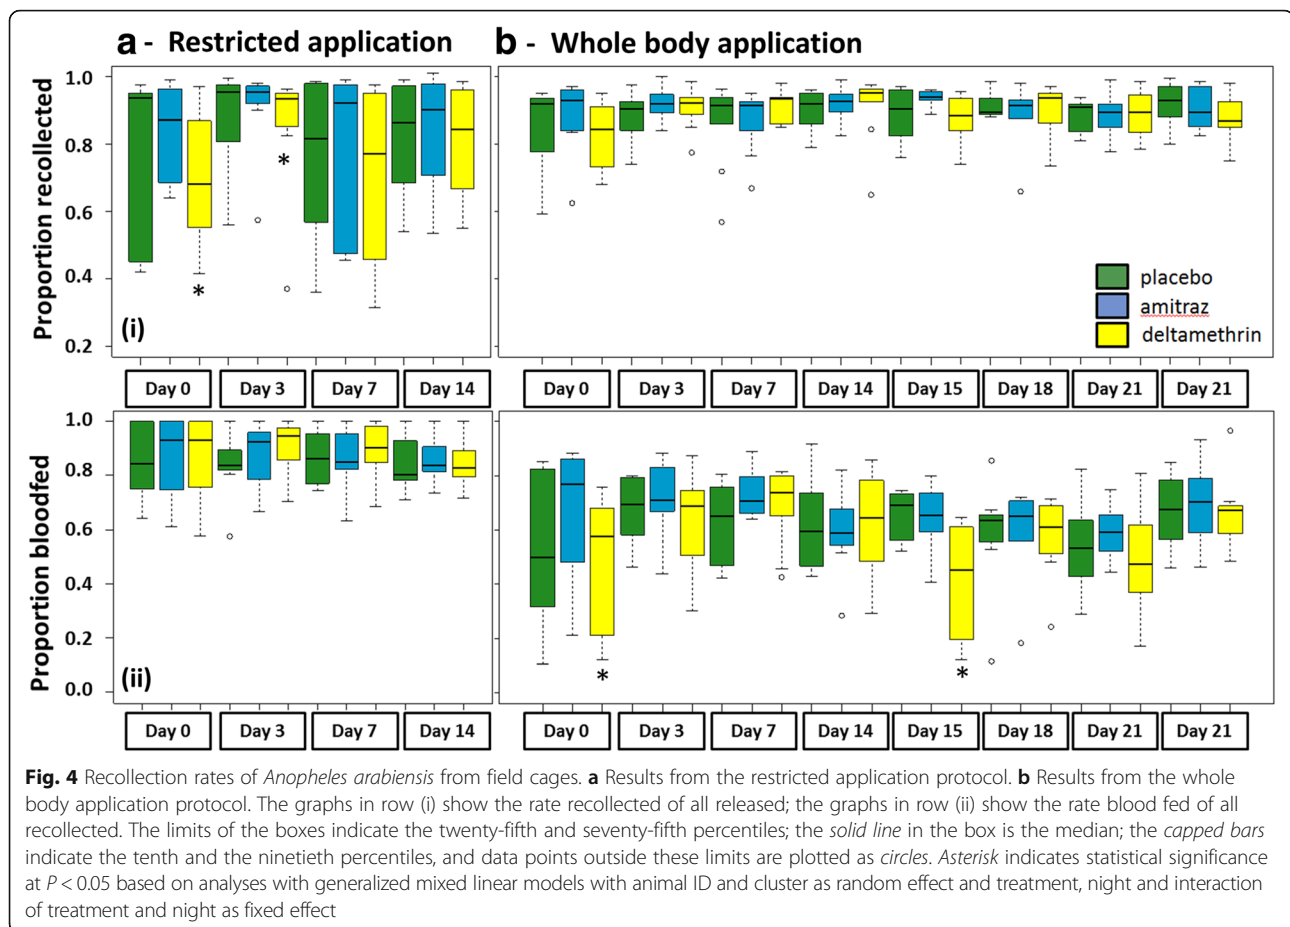 a - Restricted application
b - Whole body application
Proportion recollected
1.0
0.8
0.6
0.4
0.2
(i)
*
*
placebo
amitraz
deltamethrin
Day 0 Day 3 Day 7 Day 14
Day 0 Day 3 Day 7 Day 14 Day 15 Day 18 Day 21 Day 21
Proportion bloodfed
1.0
0.8
0.6
0.4
0.2
0.0
(ii)
*
*
Day 0 Day 3 Day 7 Day 14
Day 0 Day 3 Day 7 Day 14 Day 15 Day 18 Day 21 Day 21
Fig. 4 Recollection rates of Anopheles arabiensis from field cages. a Results from the restricted application protocol. b Results from the whole
body application protocol. The graphs in row (i) show the rate recollected of all released; the graphs in row (ii) show the rate blood fed of all
recollected. The limits of the boxes indicate the twenty-fifth and seventy-fifth percentiles; the solid line in the box is the median; the capped bars
indicate the tenth and the ninetieth percentiles, and data points outside these limits are plotted as circles. Asterisk indicates statistical significance
at P < 0.05 based on analyses with generalized mixed linear models with animal ID and cluster as random effect and treatment, night and interaction
of treatment and night as fixed effect